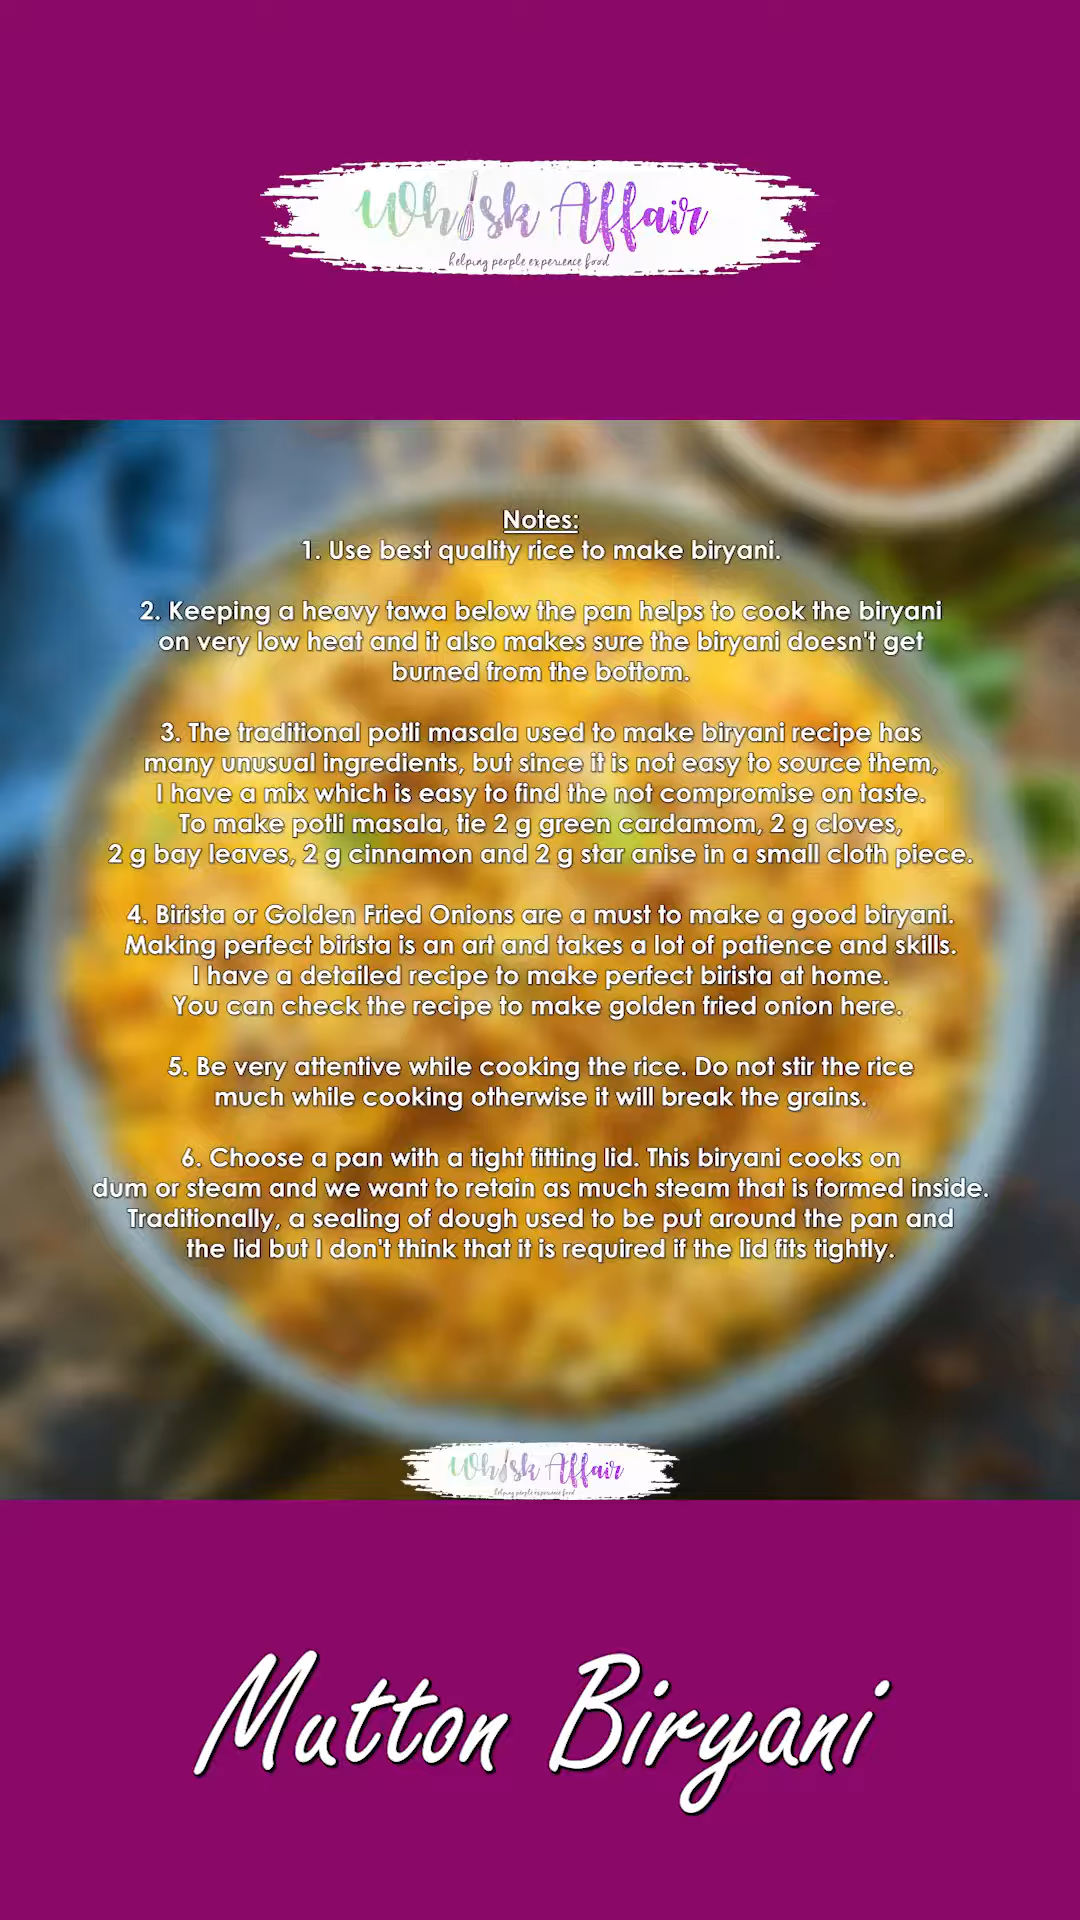 Whisk Affair
helping people experience food
Notes:
1. Use best quality rice to make biryani.
2. Keeping a heavy tawa below the pan helps to cook the biryani
on very low heat and it also makes sure the biryani doesn't get
burned from the bottom.
3. The traditional potli masala used to make biryani recipe has
many unusual ingredients, but since it is not easy to source them,
I have a mix which is easy to find the not compromise on taste.
To make potli masala, tie 2 g green cardamom, 2 g cloves,
2 g bay leaves, 2 g cinnamon and 2 g star anise in a small cloth piece.
4. Birista or Golden Fried Onions are a must to make a good biryani.
Making perfect birista is an art and takes a lot of patience and skills.
I have a detailed recipe to make perfect birista at home.
You can check the recipe to make golden fried onion here.
5. Be very attentive while cooking the rice. Do not stir the rice
much while cooking otherwise it will break the grains.
6. Choose a pan with a tight fitting lid. This biryani cooks on
dum or steam and we want to retain as much steam that is formed inside.
Traditionally, a sealing of dough used to be put around the pan and
the lid but I don't think that it is required if the lid fits tightly.
Whisk Affair
helping people experience food
Mutton Biryani